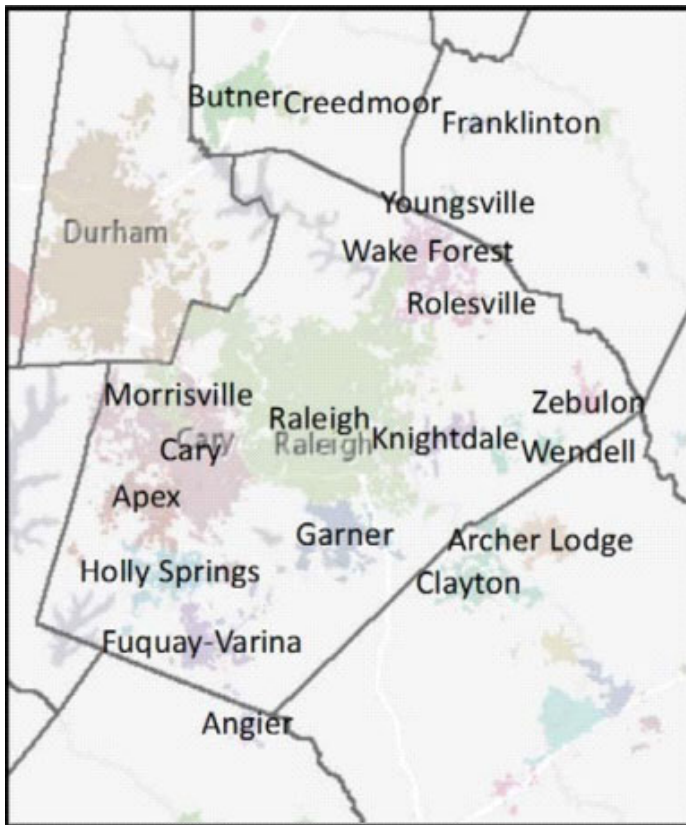 Butner
Creedmoor
Franklinton
Youngsville
Durham
Wake Forest
Rolesville
Morrisville
Zebulon
Raleigh
Cary
Raleigh
Knightdale
Cary
Wendell
Apex
Garner
Archer Lodge
Holly Springs
Clayton
Fuquay-Varina
Angier